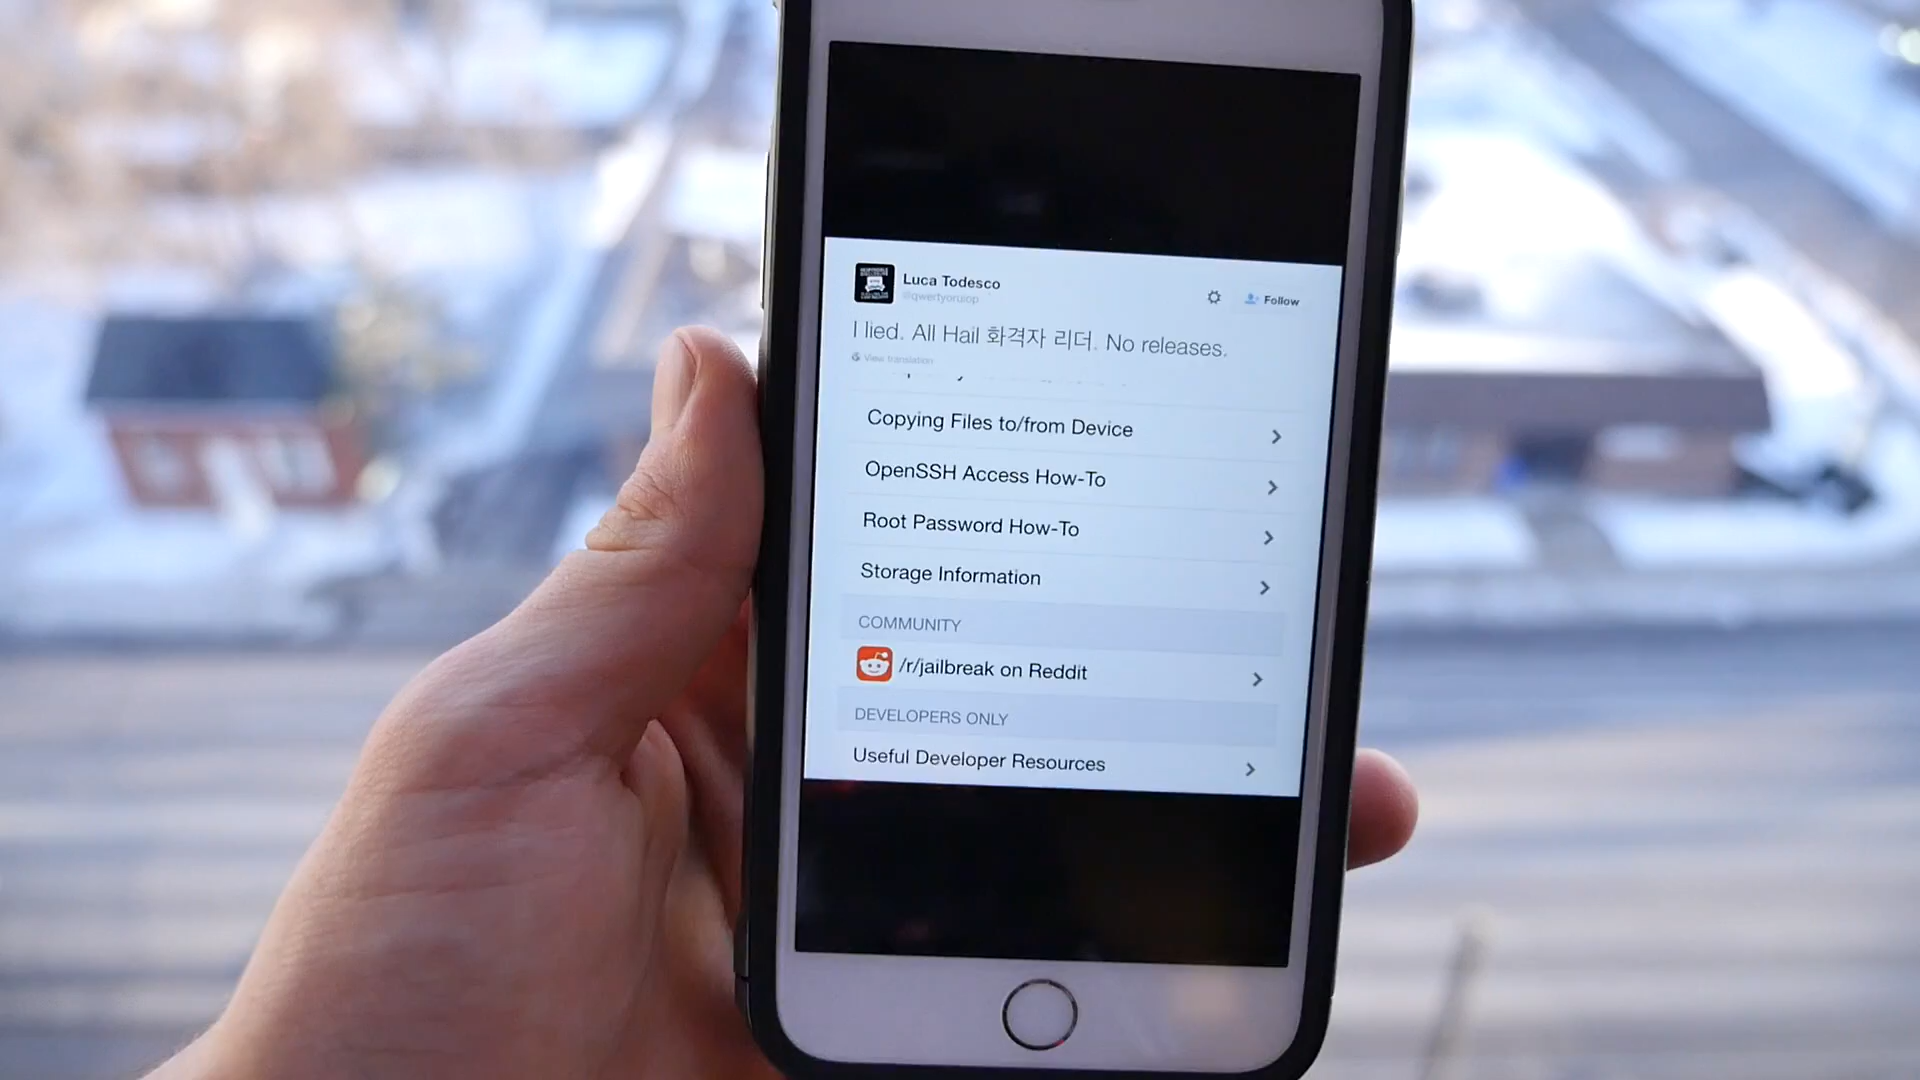 Luca Todesco
@qwertyoruiop
Follow
I lied. All Hail 화격자 리더. No releases.
View translation
Copying Files to/from Device
OpenSSH Access How-To
Root Password How-To
Storage Information
COMMUNITY
/r/jailbreak on Reddit
DEVELOPERS ONLY
Useful Developer Resources